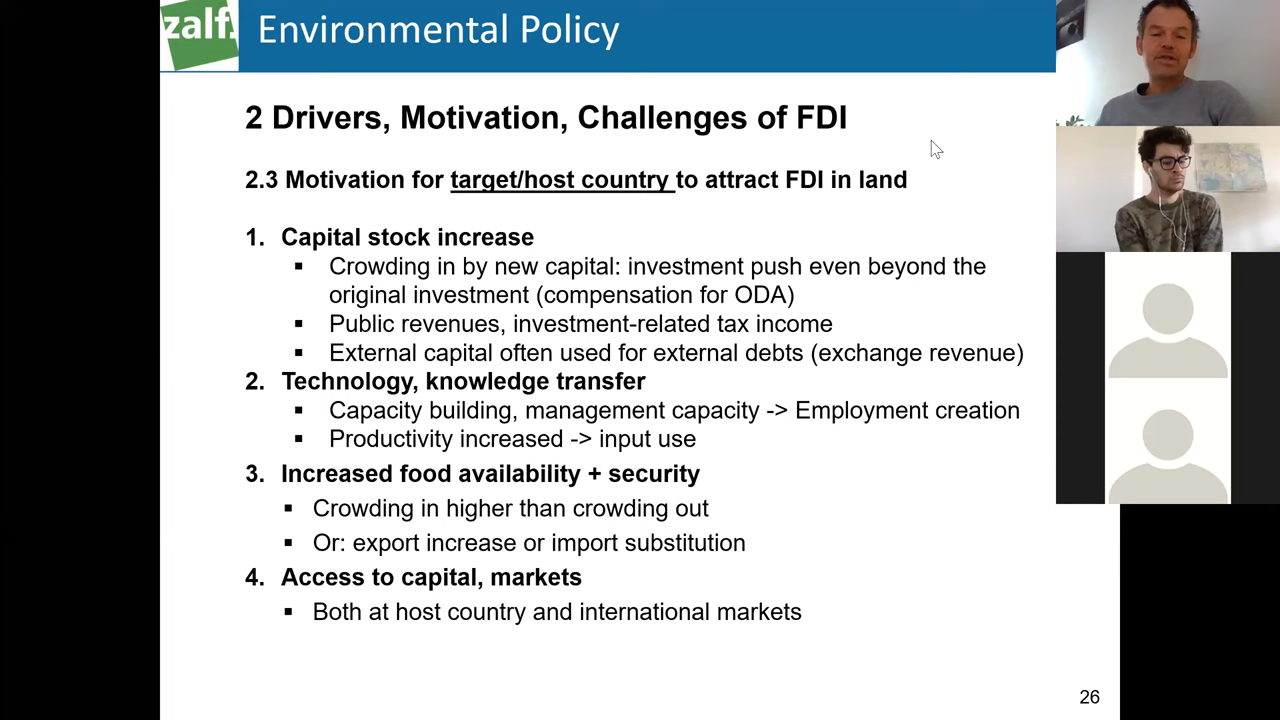 zalf.
Environmental Policy
2 Drivers, Motivation, Challenges of FDI
2.3 Motivation for target/host country to attract FDI in land
1. Capital stock increase
▪ Crowding in by new capital: investment push even beyond the
original investment (compensation for ODA)
▪ Public revenues, investment-related tax income
▪ External capital often used for external debts (exchange revenue)
2. Technology, knowledge transfer
▪ Capacity building, management capacity -> Employment creation
▪ Productivity increased -> input use
3. Increased food availability + security
▪ Crowding in higher than crowding out
▪ Or: export increase or import substitution
4. Access to capital, markets
▪ Both at host country and international markets
26